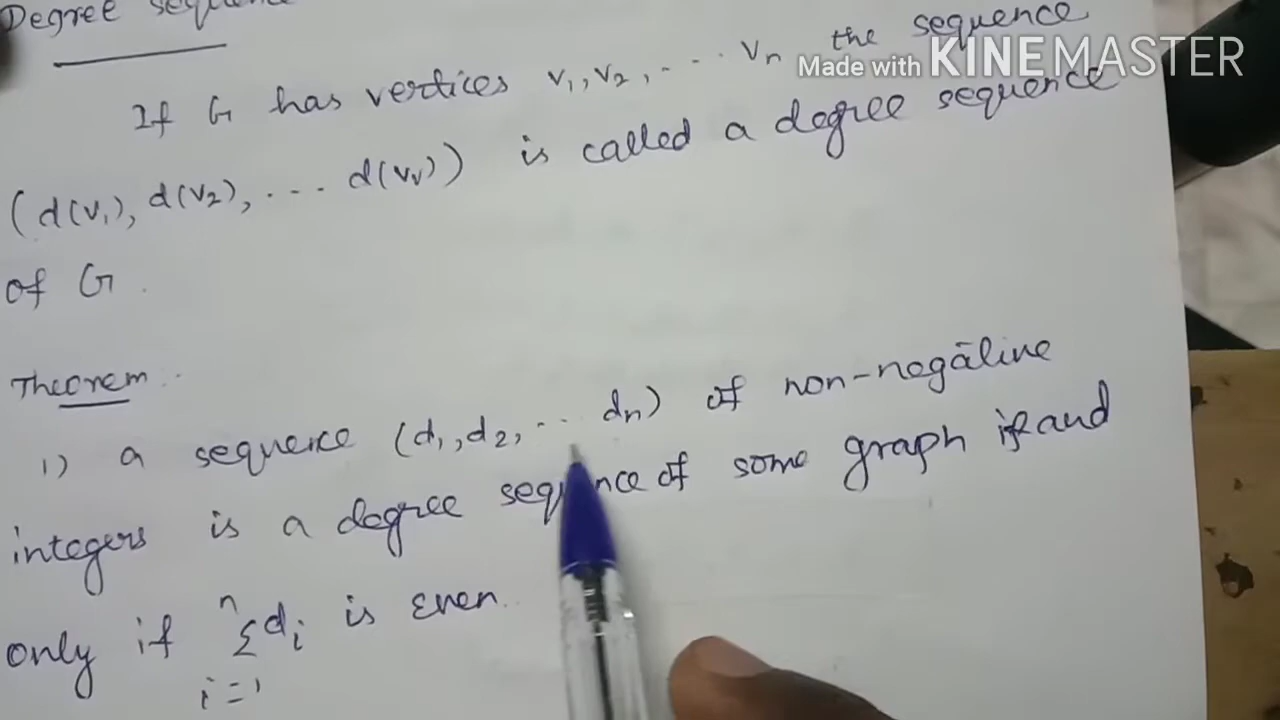 Degree sequence
If G has vertices v1, v2, ... vn the sequence
Made with KINEMASTER
(d(v1), d(v2), ... d(vν)) is called a degree sequence
of G.
Theorem.
1) a sequence (d1, d2, ... dn) of non-negative
integers is a degree sequence of some graph if and
only if n Σ di is even.
i=1